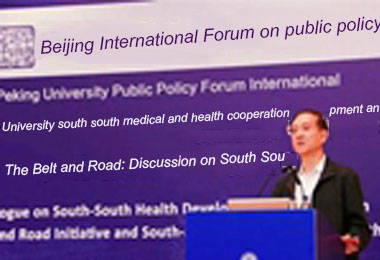 Beijing International Forum on public policy
Peking University Public Policy Forum International
University south south medical and health cooperation pment an
The Belt and Road: Discussion on South Sou
ogue on South-South Health Develo
nd Road Initiative and South-